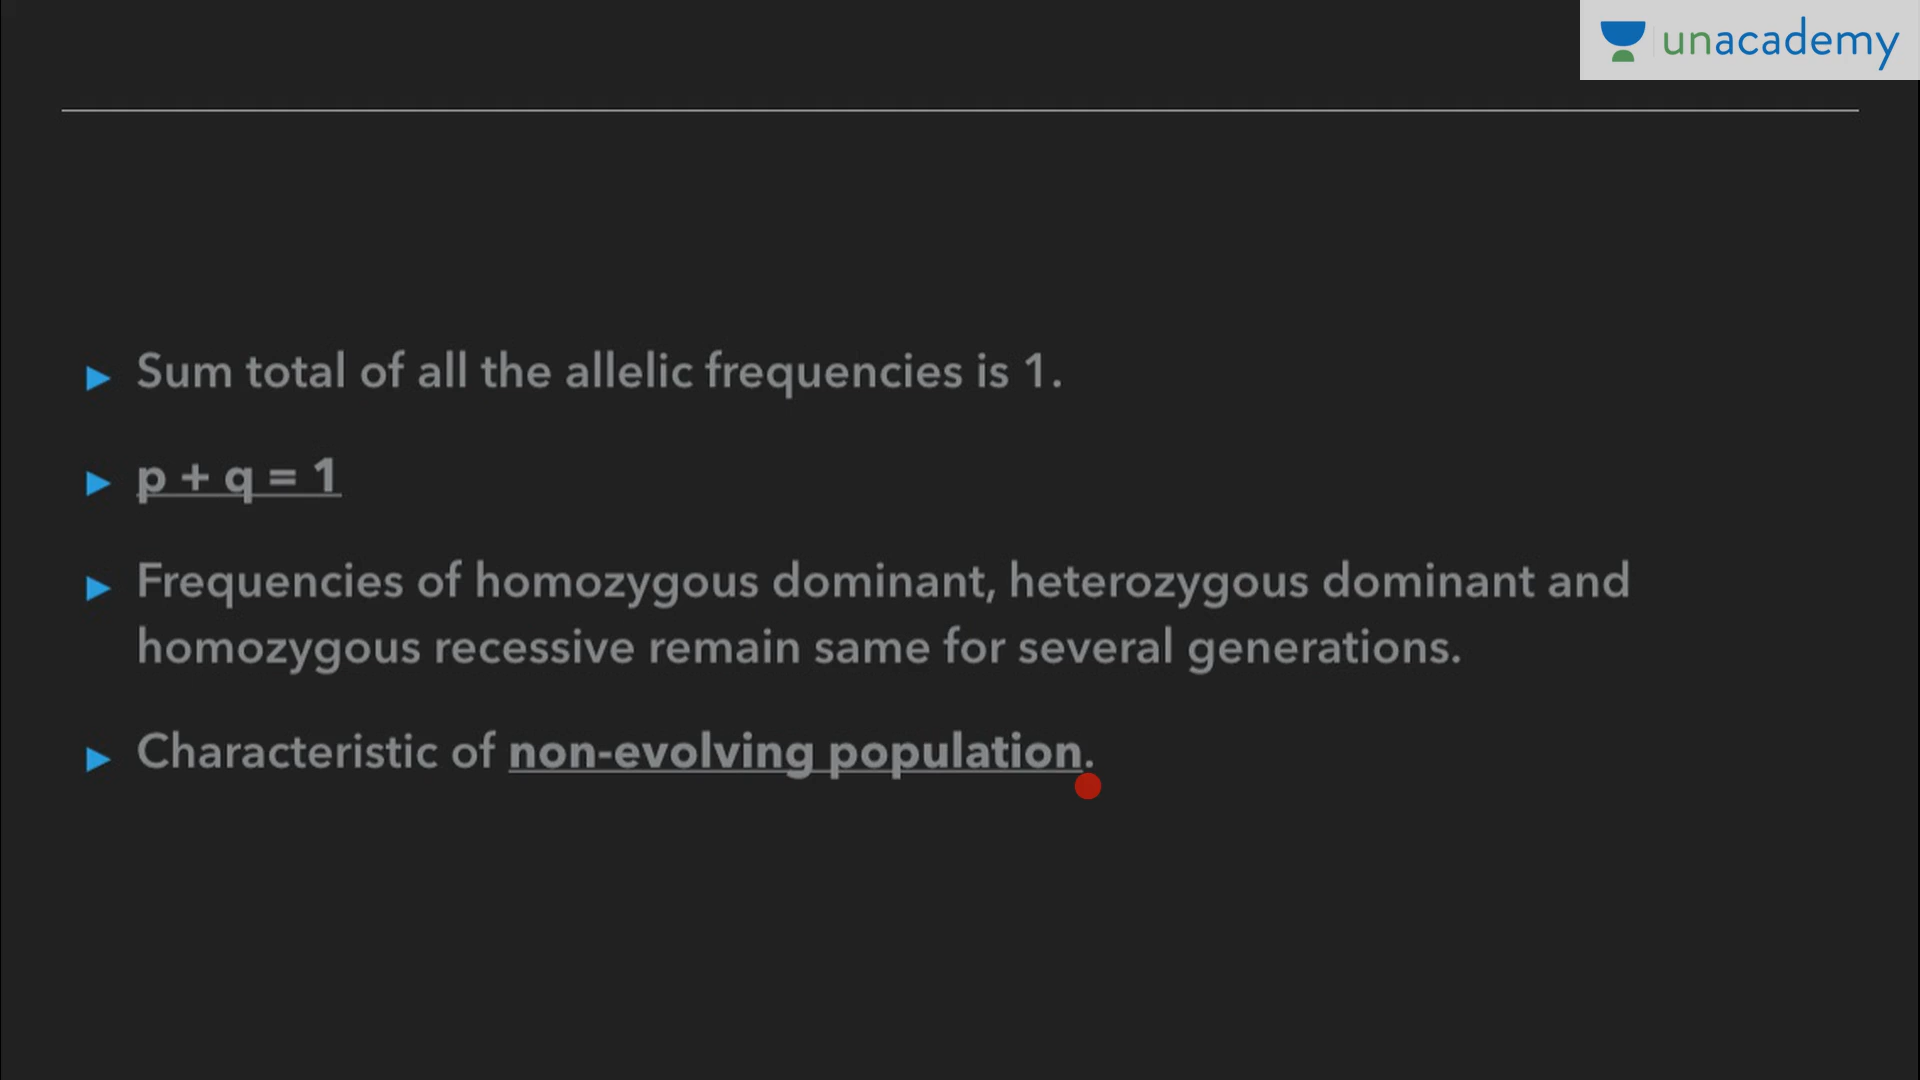 unacademy
Sum total of all the allelic frequencies is 1.
p + q = 1
Frequencies of homozygous dominant, heterozygous dominant and
homozygous recessive remain same for several generations.
Characteristic of non-evolving population.